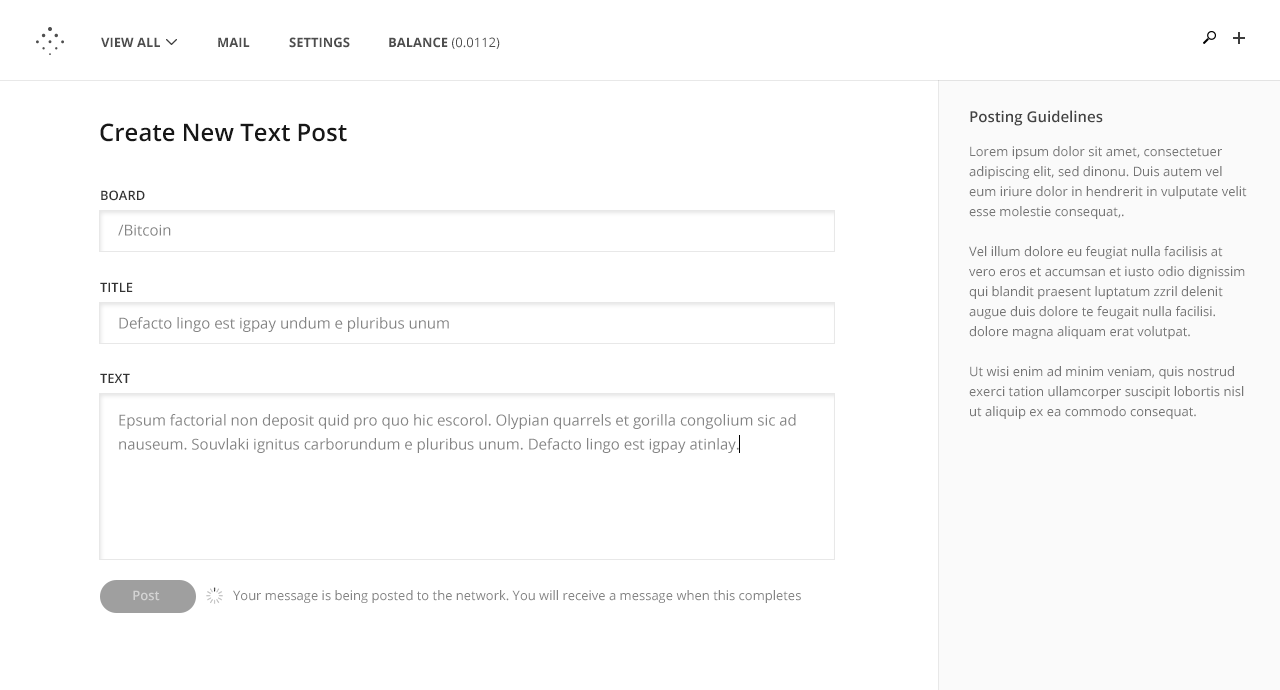 VIEW ALL
MAIL
SETTINGS
BALANCE (0.0112)
Create New Text Post
BOARD
/Bitcoin
TITLE
Defacto lingo est igpay undum e pluribus unum
TEXT
Epsum factorial non deposit quid pro quo hic escorol. Olypian quarrels et gorilla congolium sic ad
nauseum. Souvlaki ignitus carborundum e pluribus unum. Defacto lingo est igpay atinlay.
Post
Your message is being posted to the network. You will receive a message when this completes
Posting Guidelines
Lorem ipsum dolor sit amet, consectetuer
adipiscing elit, sed dinonu. Duis autem vel
eum iriure dolor in hendrerit in vulputate velit
esse molestie consequat,.
Vel illum dolore eu feugiat nulla facilisis at
vero eros et accumsan et iusto odio dignissim
qui blandit praesent luptatum zzril delenit
augue duis dolore te feugait nulla facilisi.
dolore magna aliquam erat volutpat.
Ut wisi enim ad minim veniam, quis nostrud
exerci tation ullamcorper suscipit lobortis nisl
ut aliquip ex ea commodo consequat.